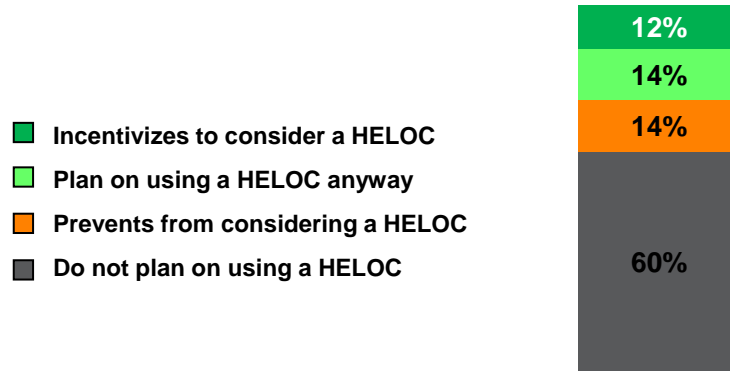 12%
14%
14%
60%
Incentivizes to consider a HELOC
Plan on using a HELOC anyway
Prevents from considering a HELOC
Do not plan on using a HELOC